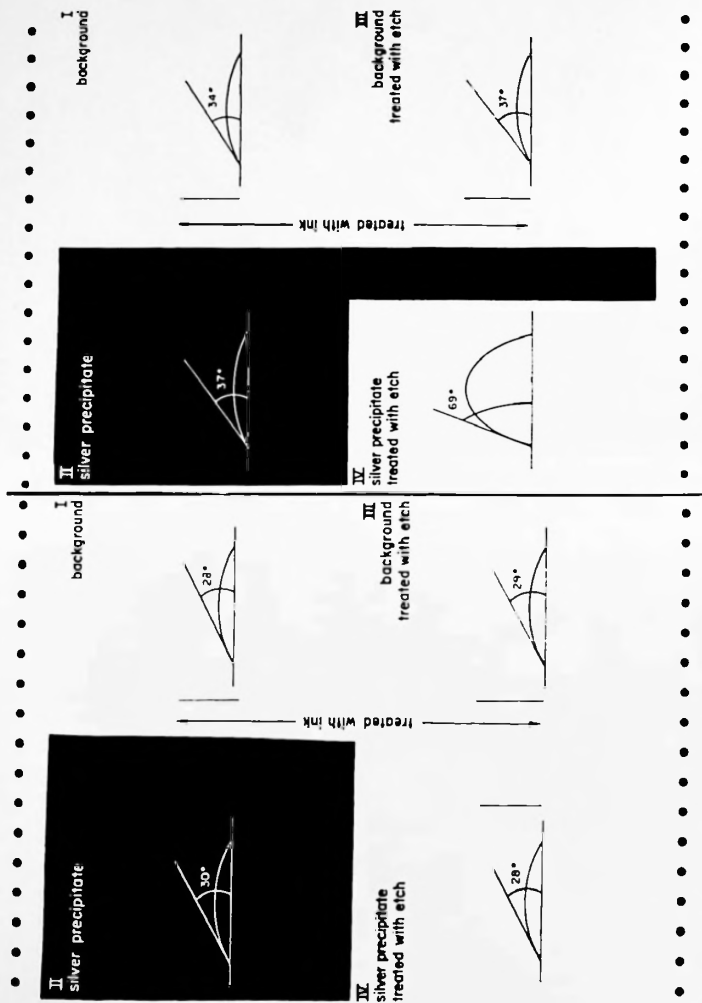 II
silver precipitate
37°
I
background
34°
treated with ink
IV
silver precipitate
treated with etch
69°
III
background
treated with etch
37°
II
silver precipitate
30°
I
background
28°
treated with ink
IV
silver precipitate
treated with etch
28°
III
background
treated with etch
29°